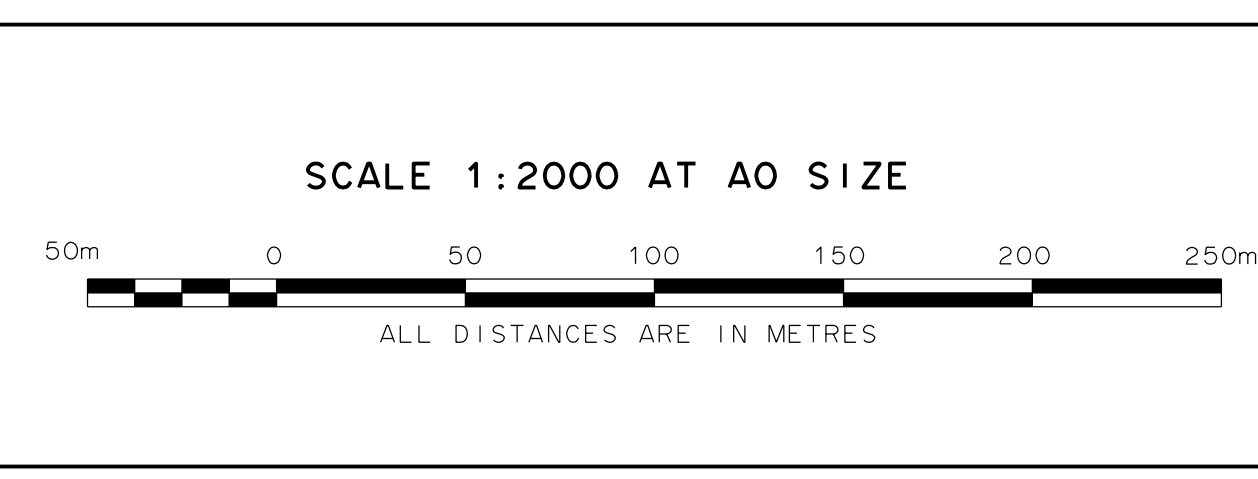 SCALE 1:2000 AT A0 SIZE
50m 0 50 100 150 200 250m
ALL DISTANCES ARE IN METRES